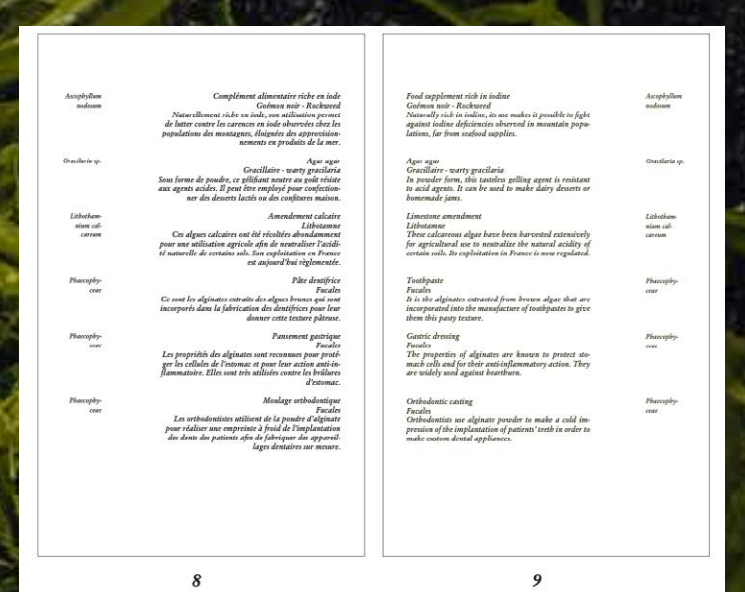 Ascophyllum
nodosum
Complément alimentaire riche en iode
Goémon noir - Rockweed
Naturellement riche en iode, son utilisation permet
de lutter contre les carences en iode observées chez les
populations des montagnes, éloignées des approvision-
nements en produits de la mer.
Gracilaria sp.
Agar agar
Gracillaire - warty gracilaria
Sous forme de poudre, ce gélifiant neutre au goût résiste
aux agents acides. Il peut être employé pour confection-
ner des desserts lactés ou des confitures maison.
Lithotham-
nium cal-
careum
Amendement calcaire
Lithotamne
Ces algues calcaires ont été récoltées abondamment
pour une utilisation agricole afin de neutraliser l'acidi-
té naturelle de certains sols. Son exploitation en France
est aujourd'hui règlementée.
Phaeophy-
ceae
Pâte dentifrice
Fucales
Ce sont les alginates extraits des algues brunes qui sont
incorporés dans la fabrication des dentifrices pour leur
donner cette texture pâteuse.
Phaeophy-
ceae
Pansement gastrique
Fucales
Les propriétés des alginates sont reconnues pour proté-
ger les cellules de l'estomac et pour leur action anti-in-
flammatoire. Elles sont très utilisées contre les brûlures
d'estomac.
Phaeophy-
ceae
Moulage orthodontique
Fucales
Les orthodontistes utilisent de la poudre d'alginate
pour réaliser une empreinte à froid de l'implantation
des dents des patients afin de fabriquer des appareil-
lages dentaires sur mesure.
8
Food supplement rich in iodine
Goémon noir - Rockweed
Naturally rich in iodine, its use makes it possible to fight
against iodine deficiencies observed in mountain popu-
lations, far from seafood supplies.
Ascophyllum
nodosum
Agar agar
Gracillaire - warty gracilaria
In powder form, this tasteless gelling agent is resistant
to acid agents. It can be used to make dairy desserts or
homemade jams.
Gracilaria sp.
Limestone amendment
Lithotamne
These calcareous algae have been harvested extensively
for agricultural use to neutralize the natural acidity of
certain soils. Its exploitation in France is now regulated.
Lithotham-
nium cal-
careum
Toothpaste
Fucales
It is the alginates extracted from brown algae that are
incorporated into the manufacture of toothpastes to give
them this pasty texture.
Phaeophy-
ceae
Gastric dressing
Fucales
The properties of alginates are known to protect sto-
mach cells and for their anti-inflammatory action. They
are widely used against heartburn.
Phaeophy-
ceae
Orthodontic casting
Fucales
Orthodontists use alginate powder to make a cold im-
pression of the implantation of patients' teeth in order to
make custom dental appliances.
Phaeophy-
ceae
9